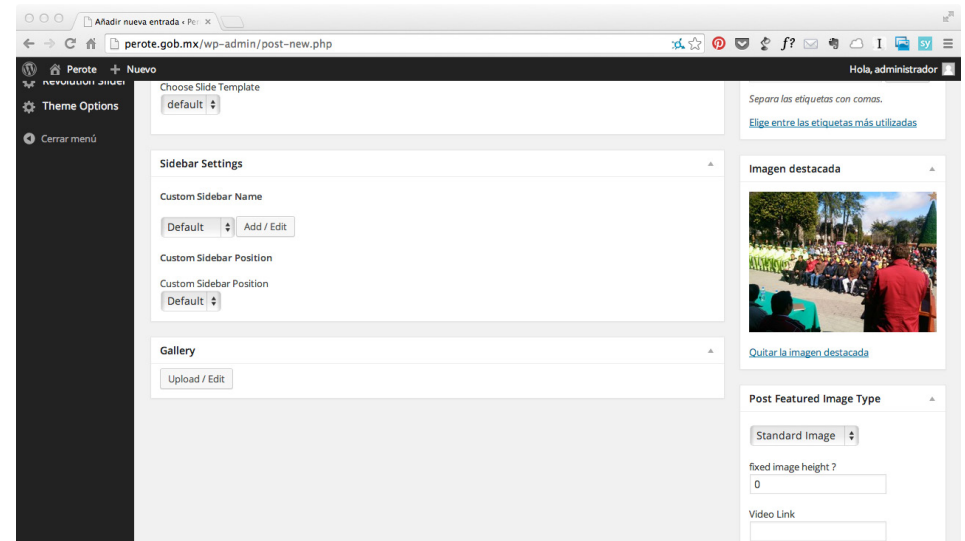 Añadir nueva entrada ‹ Per
perote.gob.mx/wp-admin/post-new.php
Perote + Nuevo
Hola, administrador
Revolution Slider
Theme Options
Cerrar menú
Choose Slide Template
default
Sidebar Settings
Custom Sidebar Name
Default
Add / Edit
Custom Sidebar Position
Custom Sidebar Position
Default
Gallery
Upload / Edit
Separa las etiquetas con comas.
Elige entre las etiquetas más utilizadas
Imagen destacada
Quitar la imagen destacada
Post Featured Image Type
Standard Image
fixed image height ?
0
Video Link